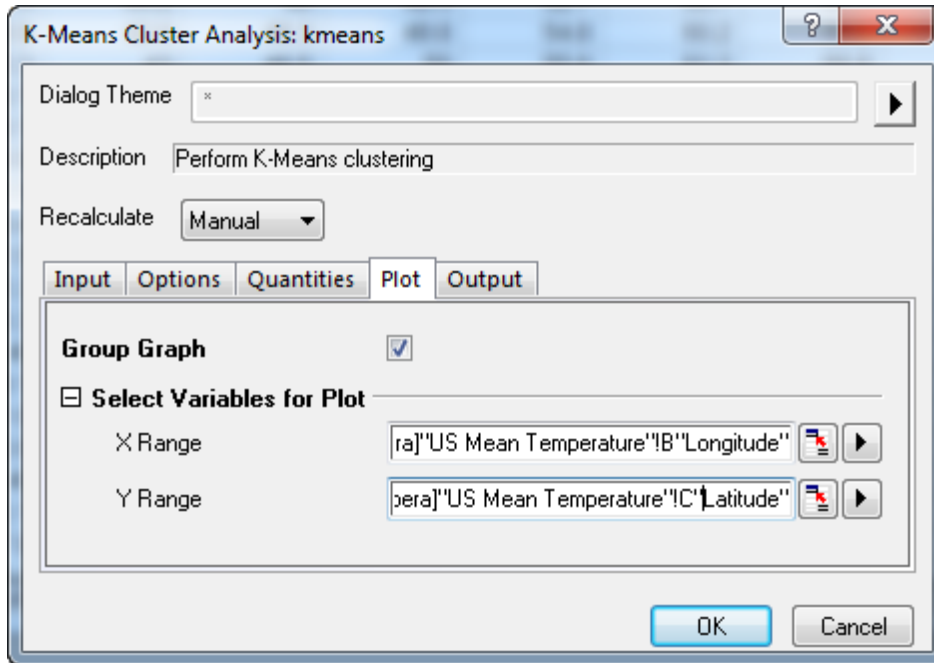 K-Means Cluster Analysis: kmeans
Dialog Theme *
Description Perform K-Means clustering
Recalculate Manual
Input Options Quantities Plot Output
Group Graph
Select Variables for Plot
X Range ra]"US Mean Temperature"!B"Longitude"
Y Range pera]"US Mean Temperature"!C"Latitude"
OK Cancel